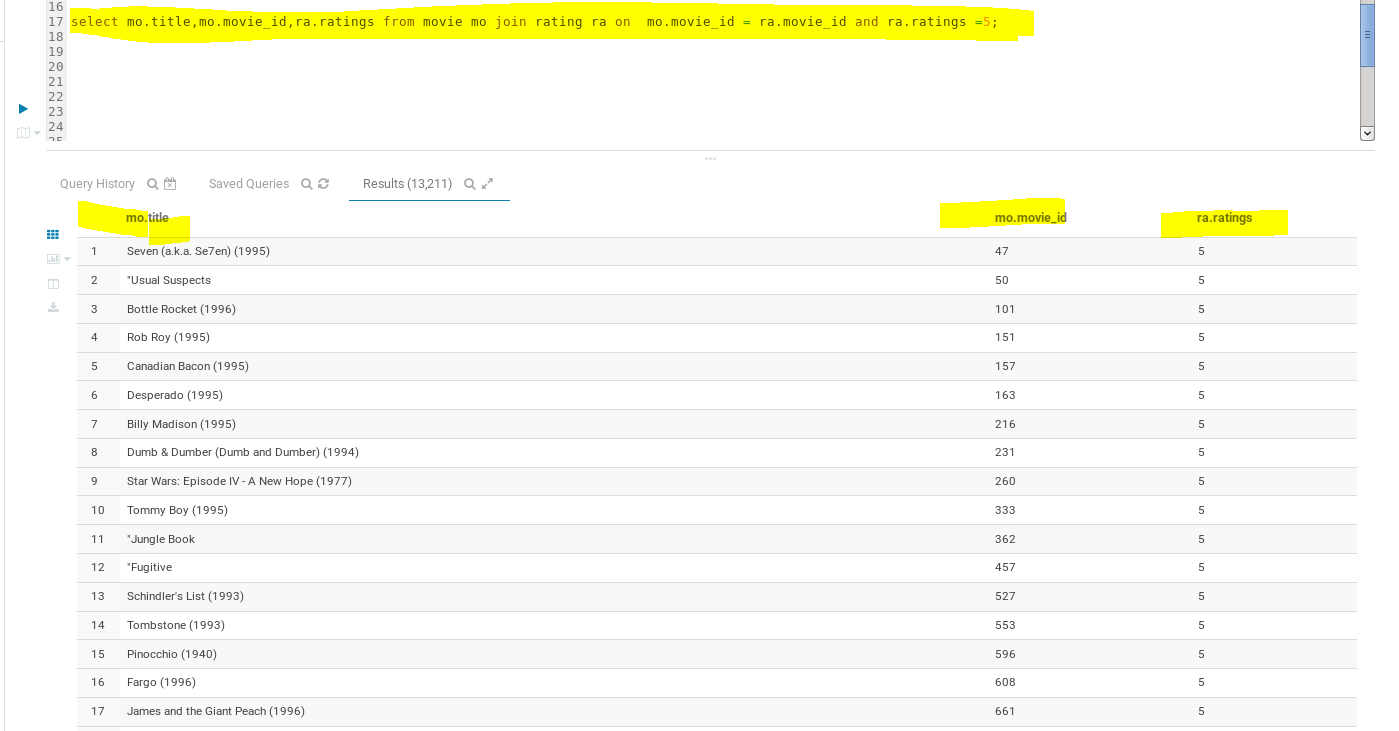 16
17 select mo.title,mo.movie_id,ra.ratings from movie mo join rating ra on  mo.movie_id = ra.movie_id and ra.ratings =5;
18
19
20
21
22
23
24
25
Query History Saved Queries Results (13,211)
mo.title mo.movie_id ra.ratings
1 Seven (a.k.a. Se7en) (1995) 47 5
2 "Usual Suspects 50 5
3 Bottle Rocket (1996) 101 5
4 Rob Roy (1995) 151 5
5 Canadian Bacon (1995) 157 5
6 Desperado (1995) 163 5
7 Billy Madison (1995) 216 5
8 Dumb & Dumber (Dumb and Dumber) (1994) 231 5
9 Star Wars: Episode IV - A New Hope (1977) 260 5
10 Tommy Boy (1995) 333 5
11 "Jungle Book 362 5
12 "Fugitive 457 5
13 Schindler's List (1993) 527 5
14 Tombstone (1993) 553 5
15 Pinocchio (1940) 596 5
16 Fargo (1996) 608 5
17 James and the Giant Peach (1996) 661 5